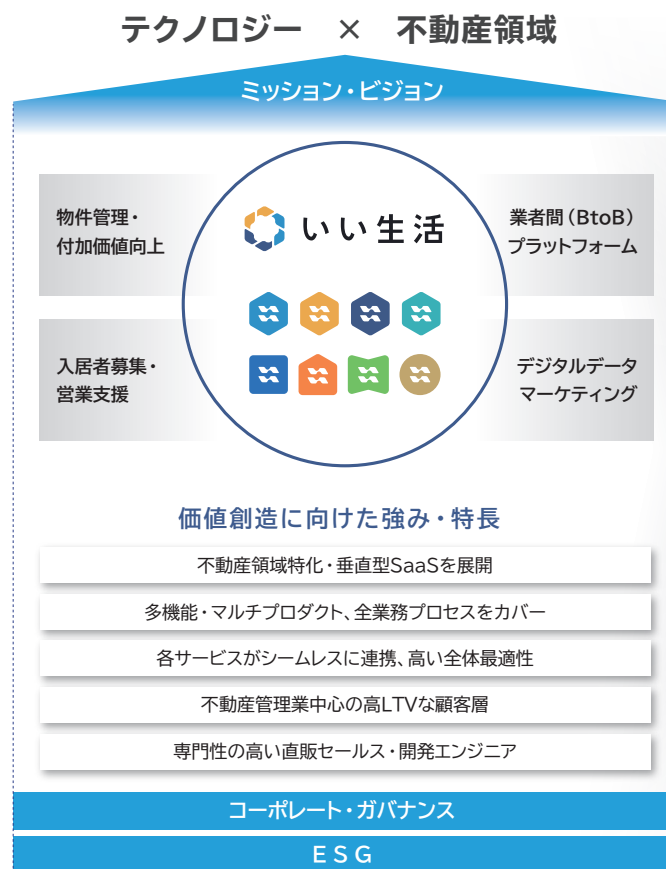 テクノロジー × 不動産領域
ミッション・ビジョン
物件管理・
付加価値向上
いい生活
業者間（BtoB）
プラットフォーム
入居者募集・
営業支援
デジタルデータ
マーケティング
価値創造に向けた強み・特長
不動産領域特化・垂直型SaaSを展開
多機能・マルチプロダクト、全業務プロセスをカバー
各サービスがシームレスに連携、高い全体最適性
不動産管理業中心の高LTVな顧客層
専門性の高い直販セールス・開発エンジニア
コーポレート・ガバナンス
ESG